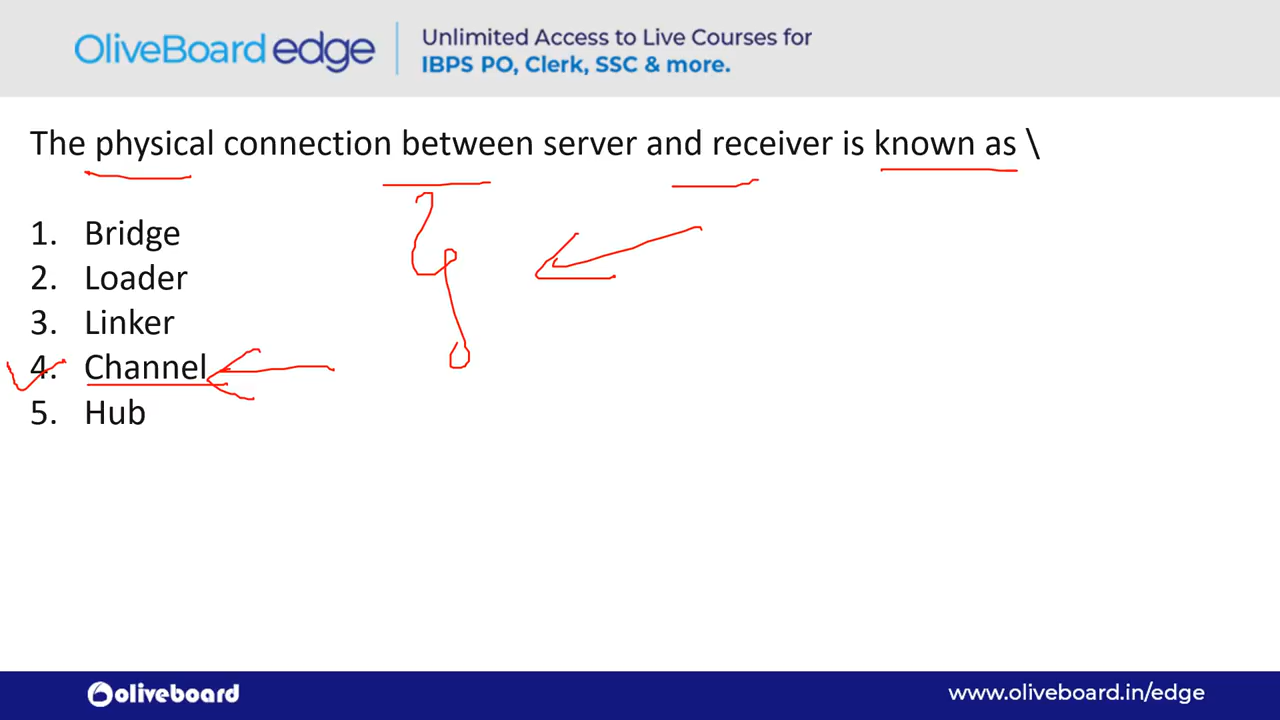 OliveBoard edge
Unlimited Access to Live Courses for
IBPS PO, Clerk, SSC & more.
The physical connection between server and receiver is known as \
1. Bridge
2. Loader
3. Linker
4. Channel
5. Hub
oliveboard
www.oliveboard.in/edge